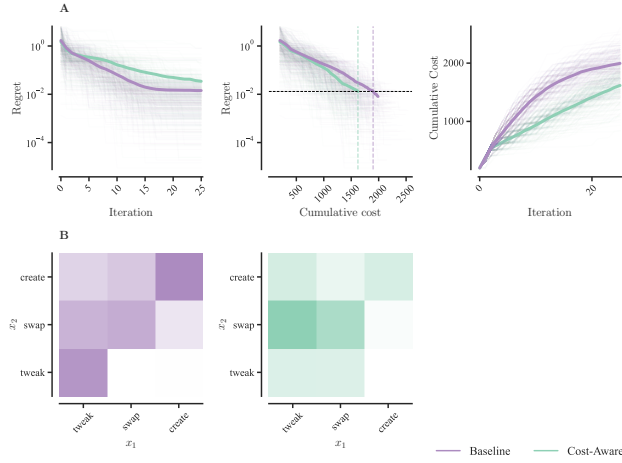 A
Regret
10^0
10^-2
10^-4
0 5 10 15 20 25
Iteration
Regret
10^0
10^-2
10^-4
500 1000 1500 2000 2500
Cumulative cost
Cumulative Cost
2000
1000
0 20
Iteration
B
x_2
create
swap
tweak
tweak swap create
x_1
x_2
create
swap
tweak
tweak swap create
x_1
Baseline Cost-Aware